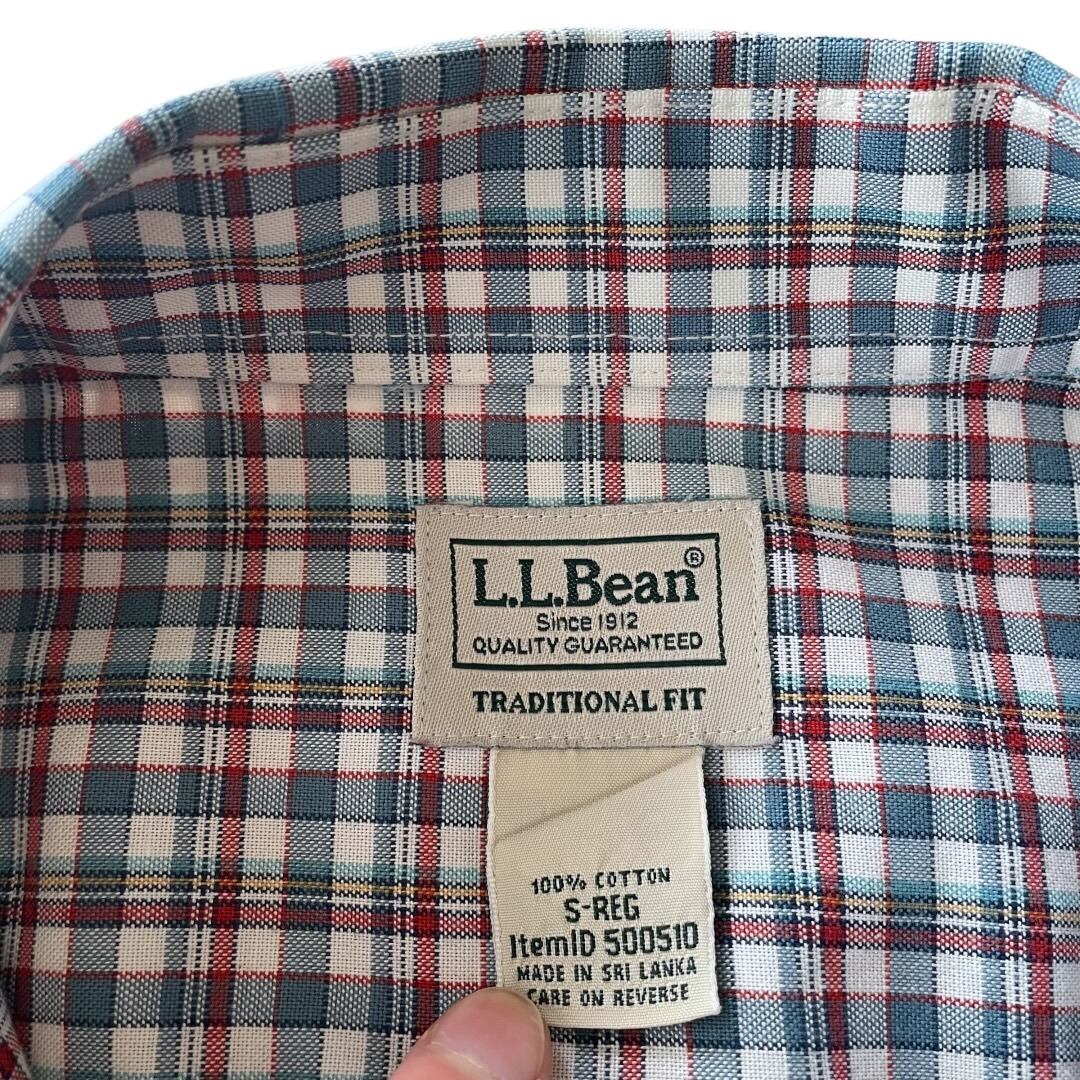 L.L.Bean®
Since 1912
QUALITY GUARANTEED
TRADITIONAL FIT
100% COTTON
S-REG
ItemID 500510
MADE IN SRI LANKA
CARE ON REVERSE